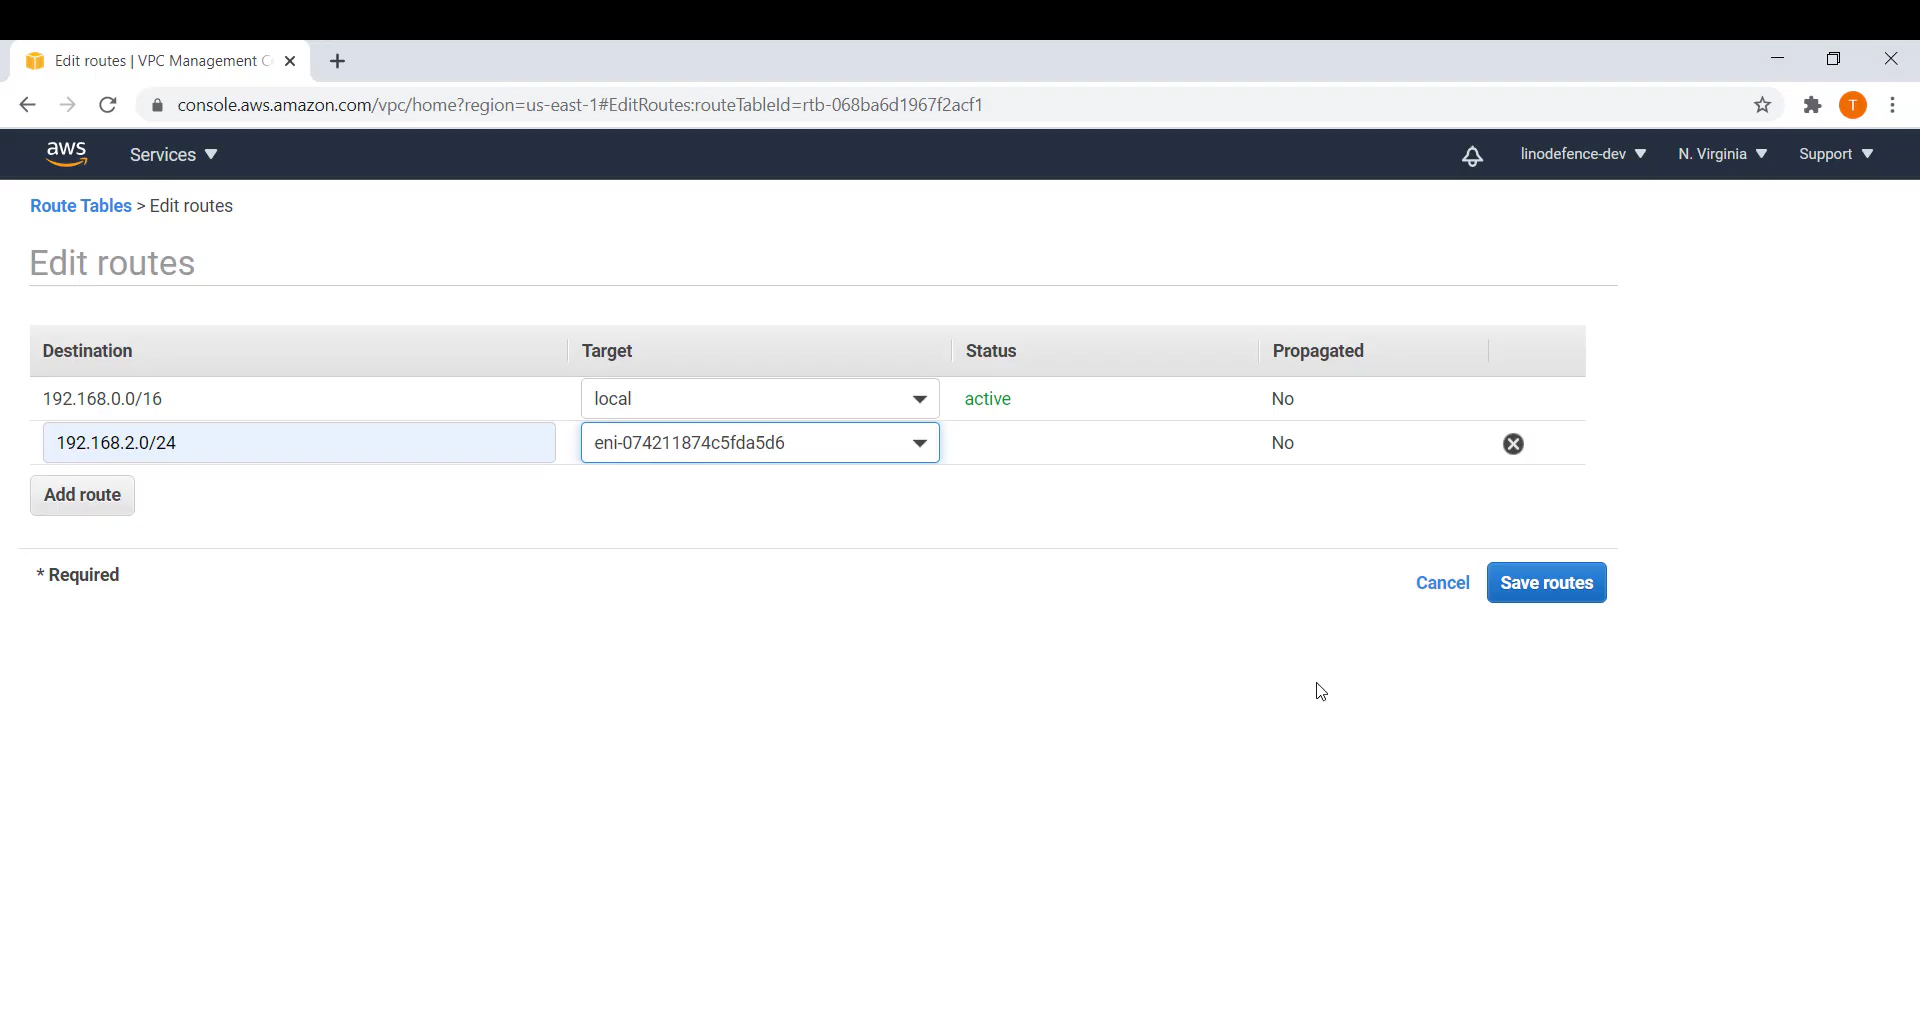 Edit routes | VPC Management C
console.aws.amazon.com/vpc/home?region=us-east-1#EditRoutes:routeTableId=rtb-068ba6d1967f2acf1
T
aws
Services
linodefence-dev
N. Virginia
Support
Route Tables > Edit routes
Edit routes
Destination
Target
Status
Propagated
192.168.0.0/16
local
active
No
192.168.2.0/24
eni-074211874c5fda5d6
No
Add route
* Required
Cancel
Save routes